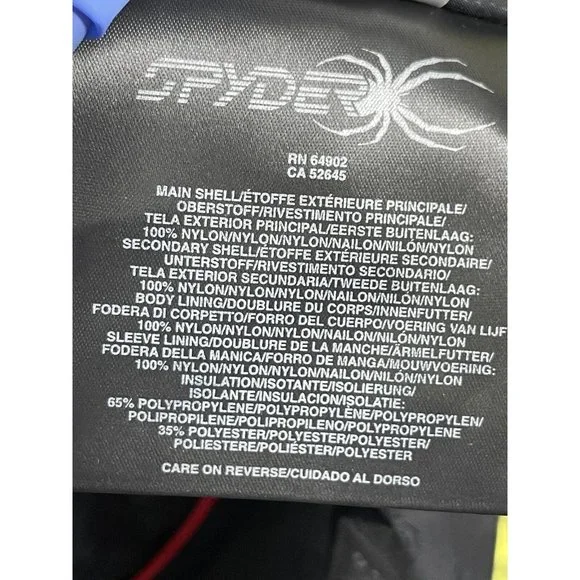 SPYDER
RN 64902
CA 52645
MAIN SHELL/ÉTOFFE EXTÉRIEURE PRINCIPALE/
OBERSTOFF/RIVESTIMENTO PRINCIPALE/
TELA EXTERIOR PRINCIPAL/EERSTE BUITENLAAG:
100% NYLON/NYLON/NYLON/NAILON/NILÓN/NYLON
SECONDARY SHELL/ÉTOFFE EXTÉRIEURE SECONDAIRE/
UNTERSTOFF/RIVESTIMENTO SECONDARIO/
TELA EXTERIOR SECUNDARIA/TWEEDE BUITENLAAG:
100% NYLON/NYLON/NYLON/NAILON/NILÓN/NYLON
BODY LINING/DOUBLURE DU CORPS/INNENFUTTER/
FODERA DI CORPETTO/FORRO DEL CUERPO/VOERING VAN LIJF
100% NYLON/NYLON/NYLON/NAILON/NILÓN/NYLON
SLEEVE LINING/DOUBLURE DE LA MANCHE/ÄRMELFUTTER/
FODERA DELLA MANICA/FORRO DE MANGA/MOUWVOERING:
100% NYLON/NYLON/NYLON/NAILON/NILÓN/NYLON
INSULATION/ISOTANTE/ISOLIERUNG/
ISOLANTE/INSULACION/ISOLATIE:
65% POLYPROPYLENE/POLYPROPYLÈNE/POLYPROPYLEN/
POLIPROPILENE/POLIPROPILENO/POLYPROPYLENE
35% POLYESTER/POLYESTER/POLYESTER/
POLIESTERE/POLIÉSTER/POLYESTER
CARE ON REVERSE/CUIDADO AL DORSO